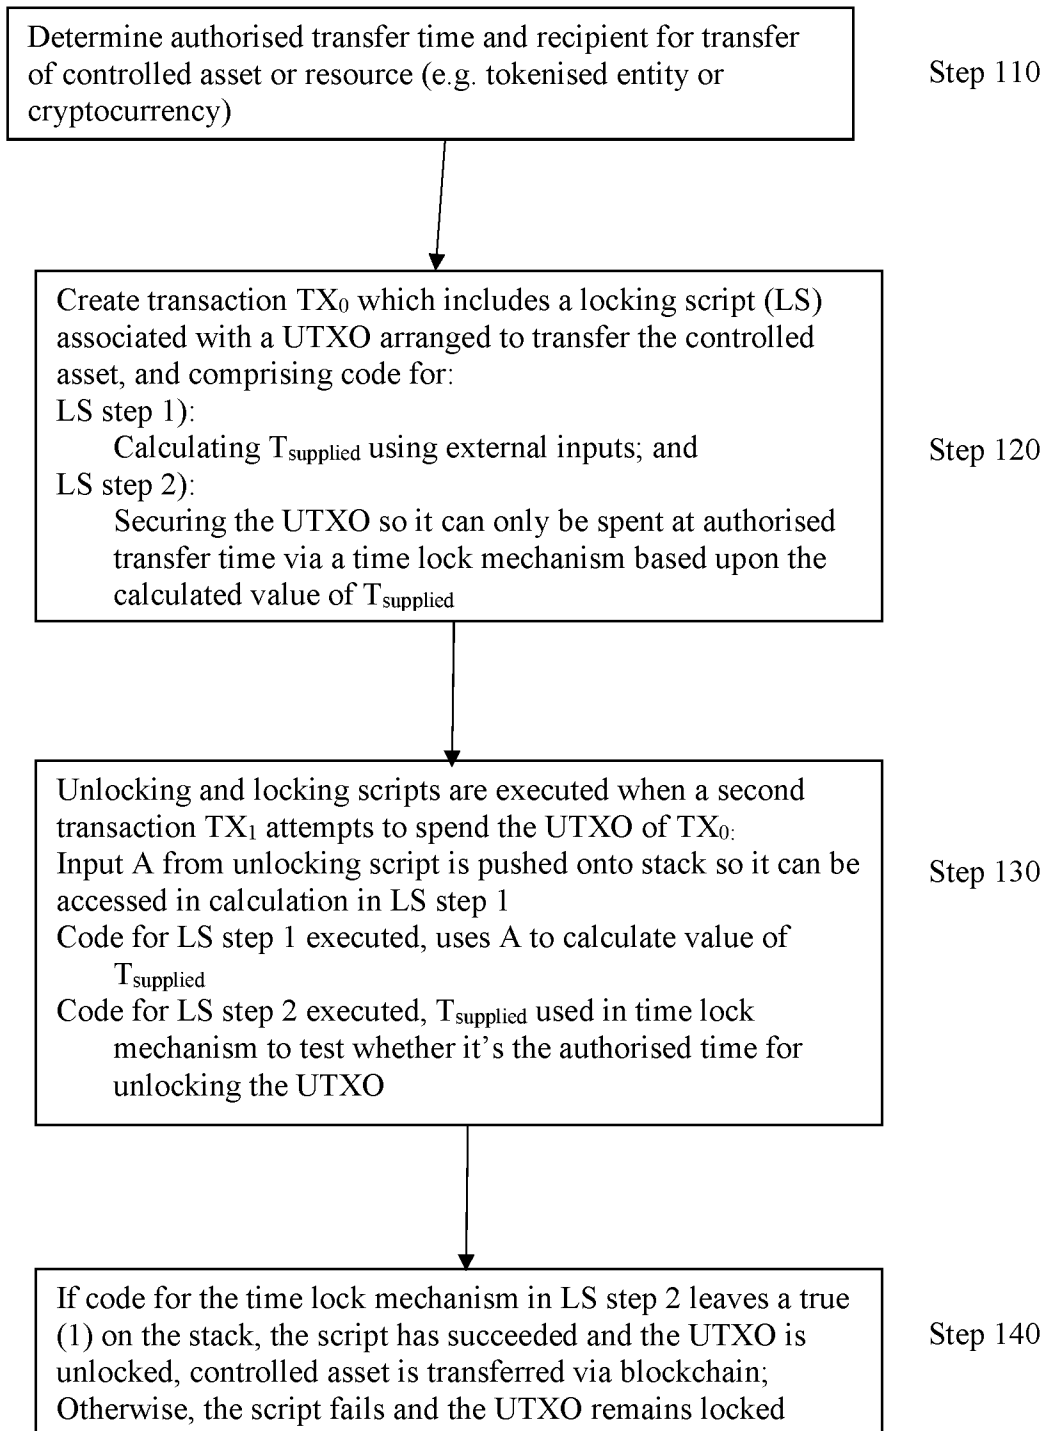 Determine authorised transfer time and recipient for transfer
of controlled asset or resource (e.g. tokenised entity or
cryptocurrency)
Step 110
Create transaction TX₀ which includes a locking script (LS)
associated with a UTXO arranged to transfer the controlled
asset, and comprising code for:
LS step 1):
Calculating Tsupplied using external inputs; and
LS step 2):
Securing the UTXO so it can only be spent at authorised
transfer time via a time lock mechanism based upon the
calculated value of Tsupplied
Step 120
Unlocking and locking scripts are executed when a second
transaction TX₁ attempts to spend the UTXO of TX₀:
Input A from unlocking script is pushed onto stack so it can be
accessed in calculation in LS step 1
Code for LS step 1 executed, uses A to calculate value of
Tsupplied
Code for LS step 2 executed, Tsupplied used in time lock
mechanism to test whether it's the authorised time for
unlocking the UTXO
Step 130
If code for the time lock mechanism in LS step 2 leaves a true
(1) on the stack, the script has succeeded and the UTXO is
unlocked, controlled asset is transferred via blockchain;
Otherwise, the script fails and the UTXO remains locked
Step 140